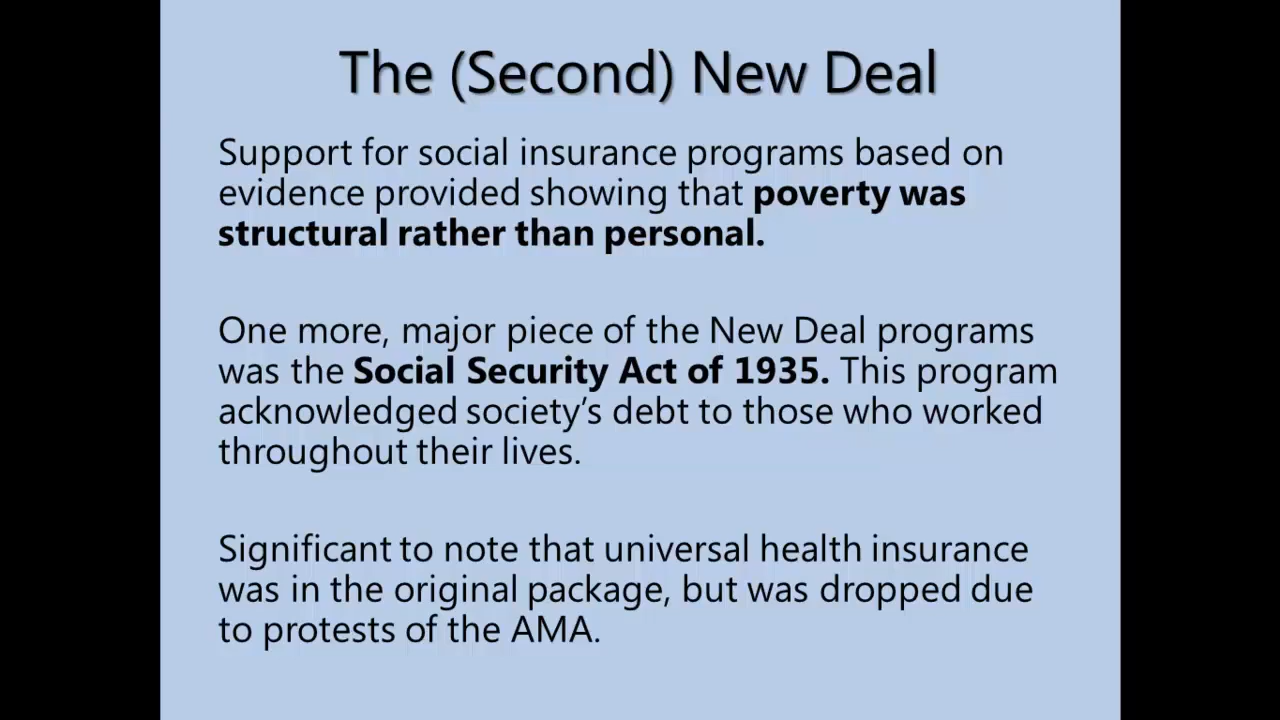 The (Second) New Deal
Support for social insurance programs based on
evidence provided showing that poverty was
structural rather than personal.
One more, major piece of the New Deal programs
was the Social Security Act of 1935. This program
acknowledged society’s debt to those who worked
throughout their lives.
Significant to note that universal health insurance
was in the original package, but was dropped due
to protests of the AMA.